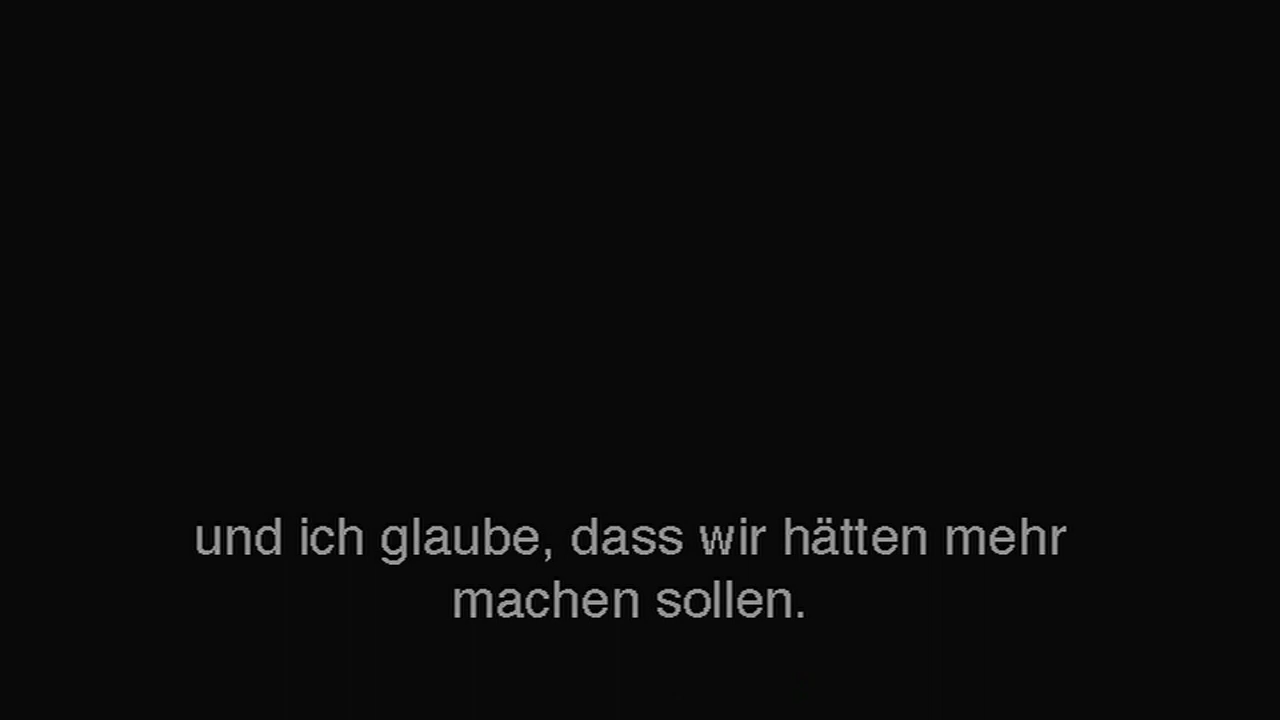 und ich glaube, dass wir hätten mehr
machen sollen.